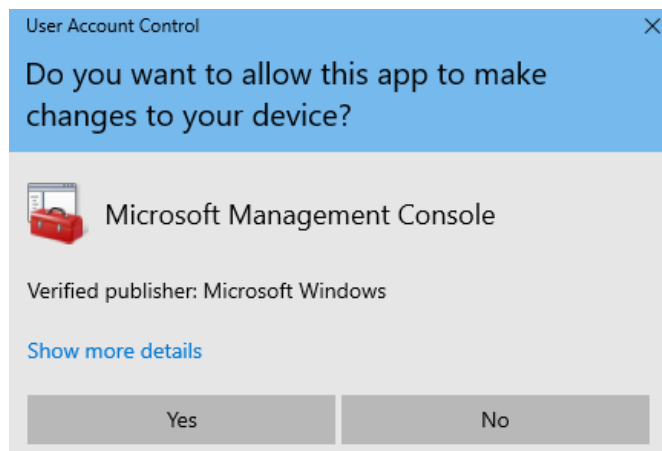 User Account Control
Do you want to allow this app to make
changes to your device?
Microsoft Management Console
Verified publisher: Microsoft Windows
Show more details
Yes
No